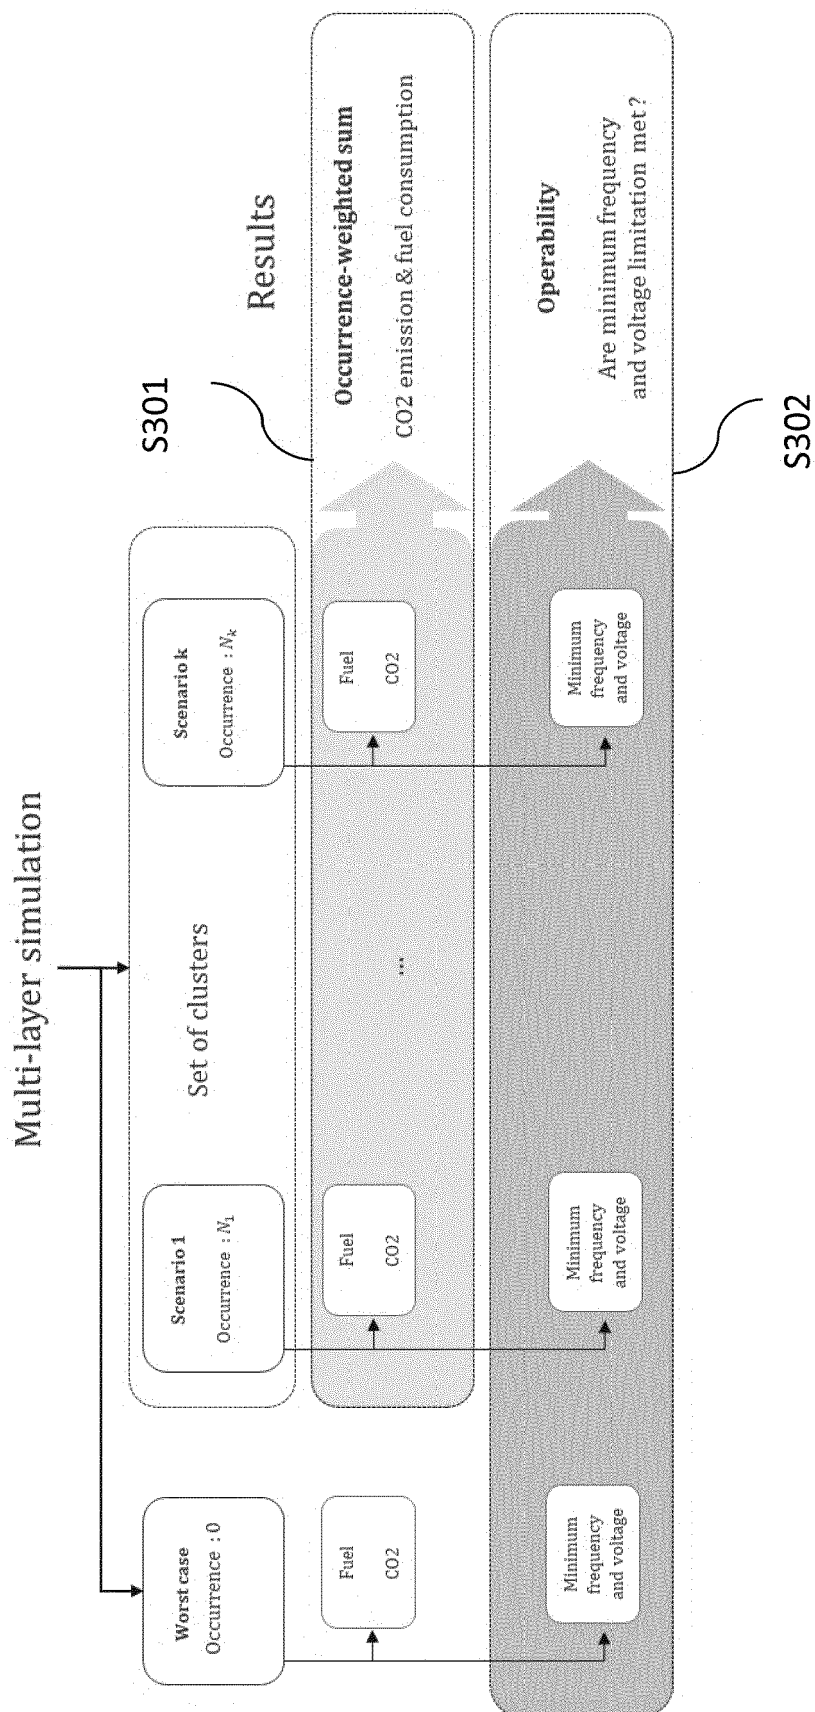 Multi-layer simulation
Worst case
Occurrence : 0
Scenario 1
Occurrence : N₁
Set of clusters
Scenario k
Occurrence : Nₖ
Results
S301
Fuel
CO2
Fuel
CO2
...
Fuel
CO2
Occurrence-weighted sum
CO2 emission & fuel consumption
Minimum
frequency
and voltage
Minimum
frequency
and voltage
Minimum
frequency
and voltage
Operability
Are minimum frequency
and voltage limitation met ?
S302